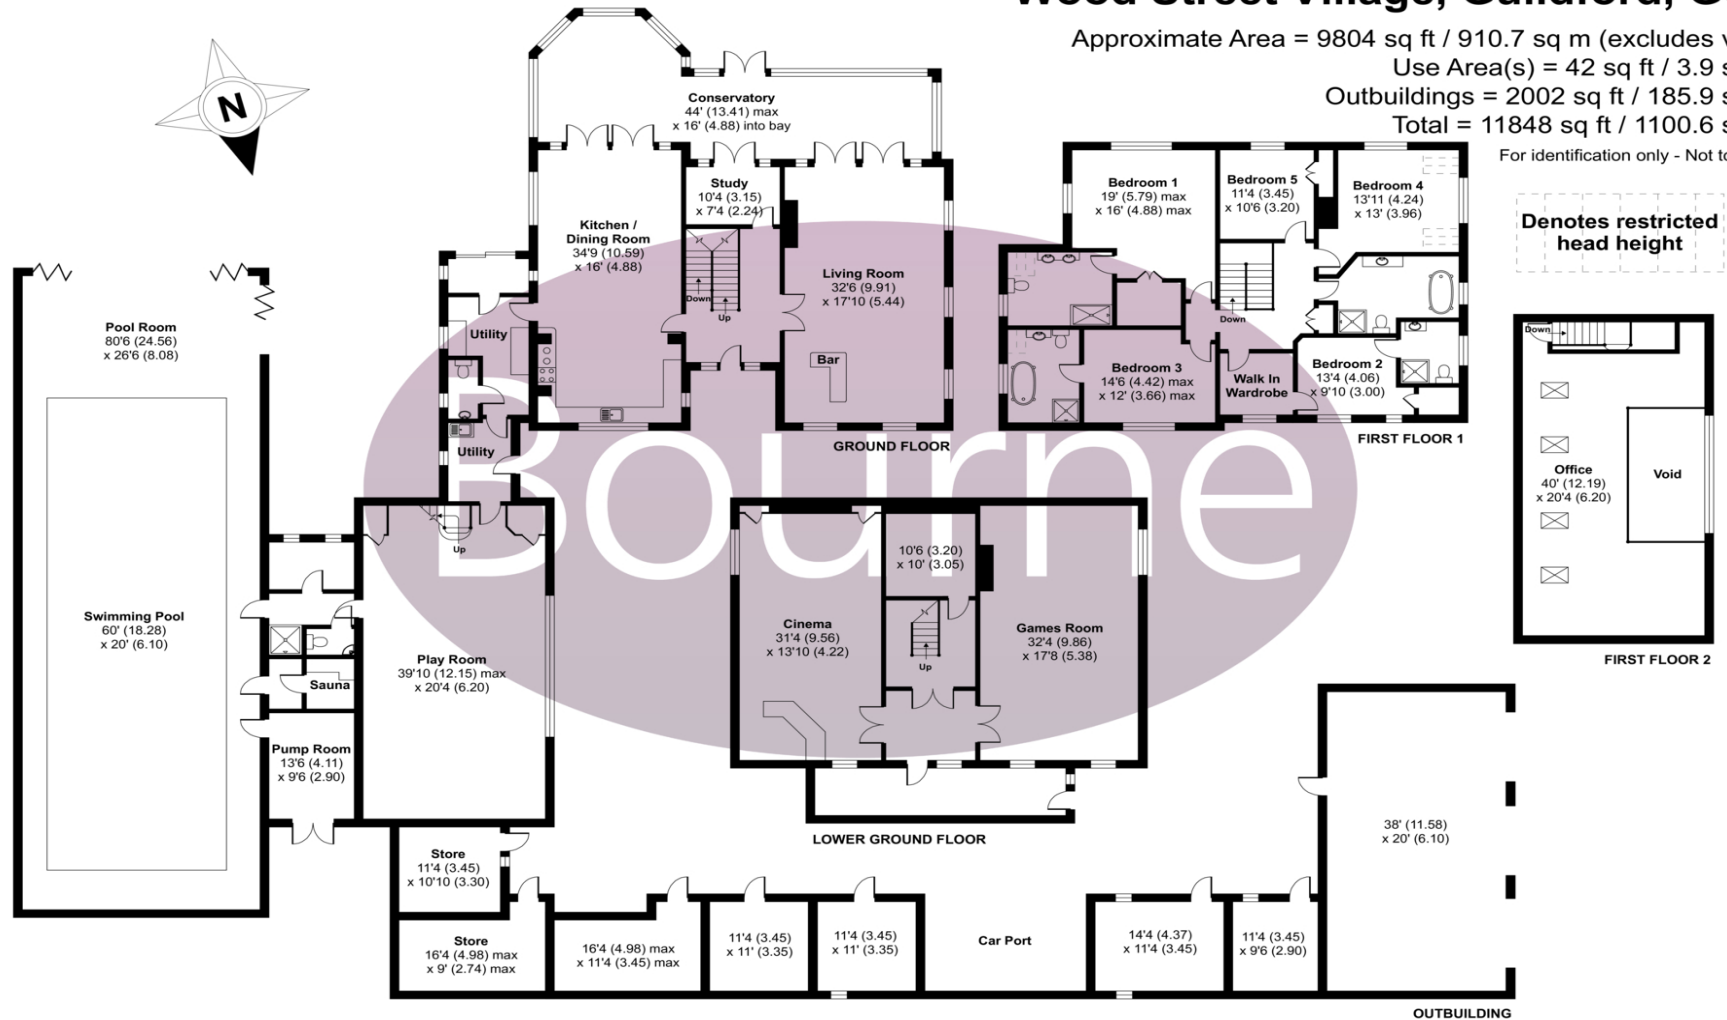 Wood Street Village, Guildford, G
Approximate Area = 9804 sq ft / 910.7 sq m (excludes v
Use Area(s) = 42 sq ft / 3.9 s
Outbuildings = 2002 sq ft / 185.9 s
Total = 11848 sq ft / 1100.6 s
For identification only - Not to
N
Conservatory
44' (13.41) max
x 16' (4.88) into bay
Study
10'4 (3.15)
x 7'4 (2.24)
Kitchen /
Dining Room
34'9 (10.59)
x 16' (4.88)
Living Room
32'6 (9.91)
x 17'10 (5.44)
Down
Up
Bar
Utility
Utility
GROUND FLOOR
Bedroom 1
19' (5.79) max
x 16' (4.88) max
Bedroom 5
11'4 (3.45)
x 10'6 (3.20)
Bedroom 4
13'11 (4.24)
x 13' (3.96)
Down
Bedroom 3
14'6 (4.42) max
x 12' (3.66) max
Walk In
Wardrobe
Bedroom 2
13'4 (4.06)
x 9'10 (3.00)
FIRST FLOOR 1
Denotes restricted
head height
Down
Office
40' (12.19)
x 20'4 (6.20)
Void
FIRST FLOOR 2
Pool Room
80'6 (24.56)
x 26'6 (8.08)
Swimming Pool
60' (18.28)
x 20' (6.10)
Up
Play Room
39'10 (12.15) max
x 20'4 (6.20)
Sauna
Pump Room
13'6 (4.11)
x 9'6 (2.90)
Bourne
Cinema
31'4 (9.56)
x 13'10 (4.22)
10'6 (3.20)
x 10' (3.05)
Up
Games Room
32'4 (9.86)
x 17'8 (5.38)
LOWER GROUND FLOOR
Store
11'4 (3.45)
x 10'10 (3.30)
Store
16'4 (4.98) max
x 9' (2.74) max
16'4 (4.98) max
x 11'4 (3.45) max
11'4 (3.45)
x 11' (3.35)
11'4 (3.45)
x 11' (3.35)
Car Port
14'4 (4.37)
x 11'4 (3.45)
11'4 (3.45)
x 9'6 (2.90)
38' (11.58)
x 20' (6.10)
OUTBUILDING